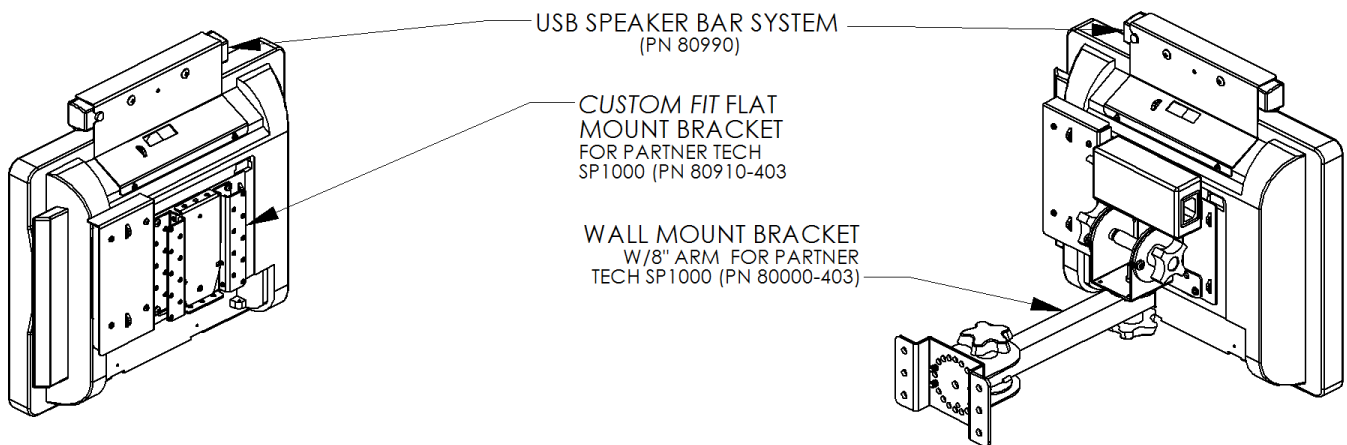 USB SPEAKER BAR SYSTEM
(PN 80990)
CUSTOM FIT FLAT
MOUNT BRACKET
FOR PARTNER TECH
SP1000 (PN 80910-403
WALL MOUNT BRACKET
W/8" ARM FOR PARTNER
TECH SP1000 (PN 80000-403)